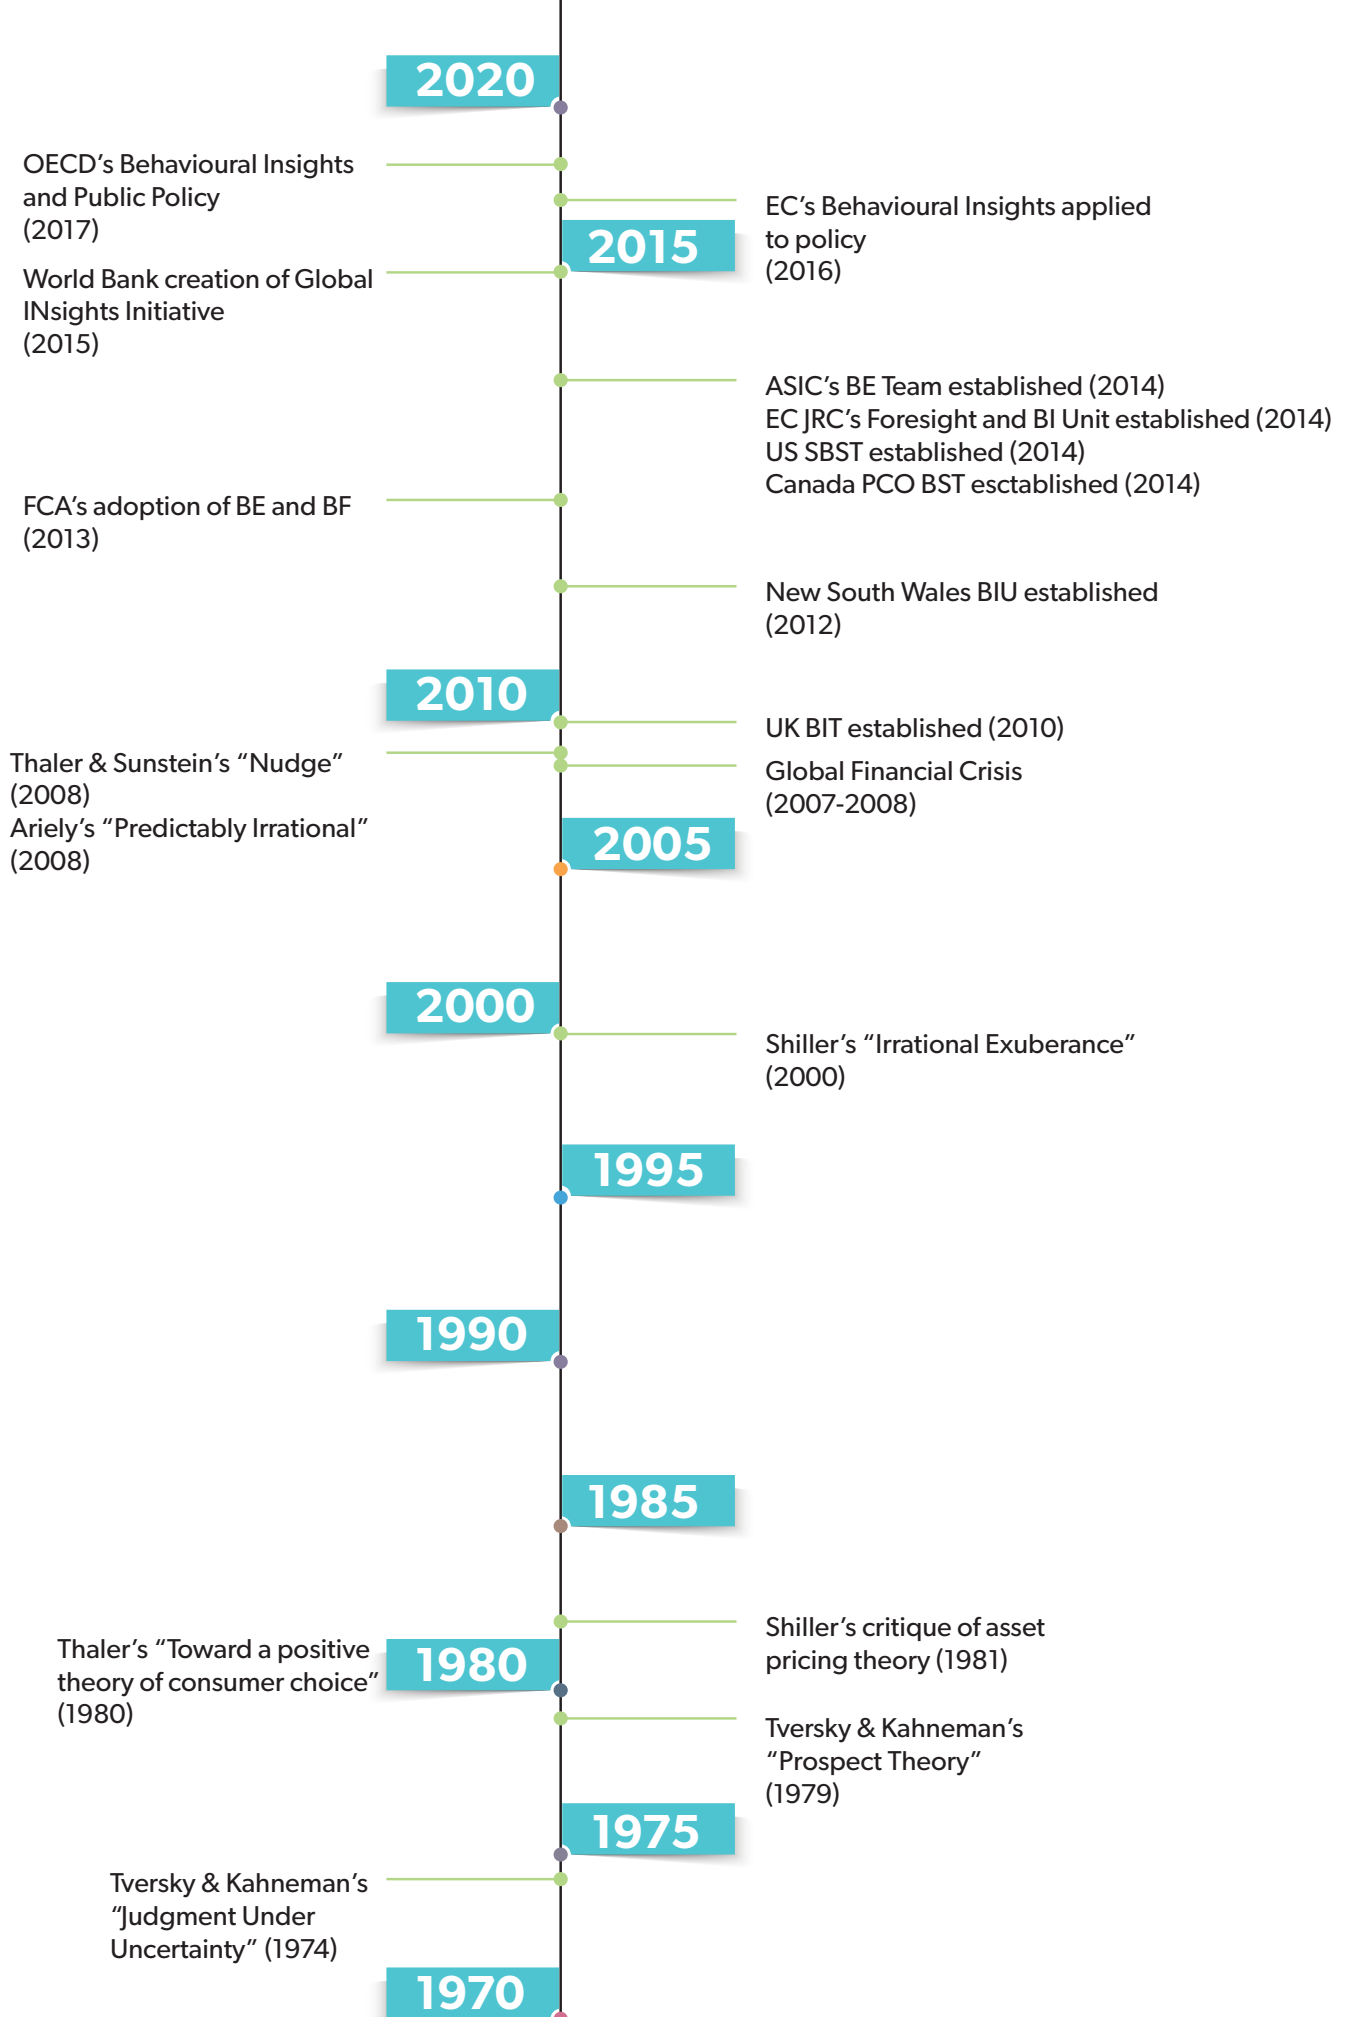 2020
OECD’s Behavioural Insights
and Public Policy
(2017)
EC’s Behavioural Insights applied
to policy
(2016)
2015
World Bank creation of Global
INsights Initiative
(2015)
ASIC’s BE Team established (2014)
EC JRC’s Foresight and BI Unit established (2014)
US SBST established (2014)
Canada PCO BST esctablished (2014)
FCA’s adoption of BE and BF
(2013)
New South Wales BIU established
(2012)
2010
UK BIT established (2010)
Thaler & Sunstein’s “Nudge”
(2008)
Ariely’s “Predictably Irrational”
(2008)
Global Financial Crisis
(2007-2008)
2005
2000
Shiller’s “Irrational Exuberance”
(2000)
1995
1990
1985
Shiller’s critique of asset
pricing theory (1981)
Thaler’s “Toward a positive
theory of consumer choice”
(1980)
1980
Tversky & Kahneman’s
“Prospect Theory”
(1979)
1975
Tversky & Kahneman’s
“Judgment Under
Uncertainty” (1974)
1970